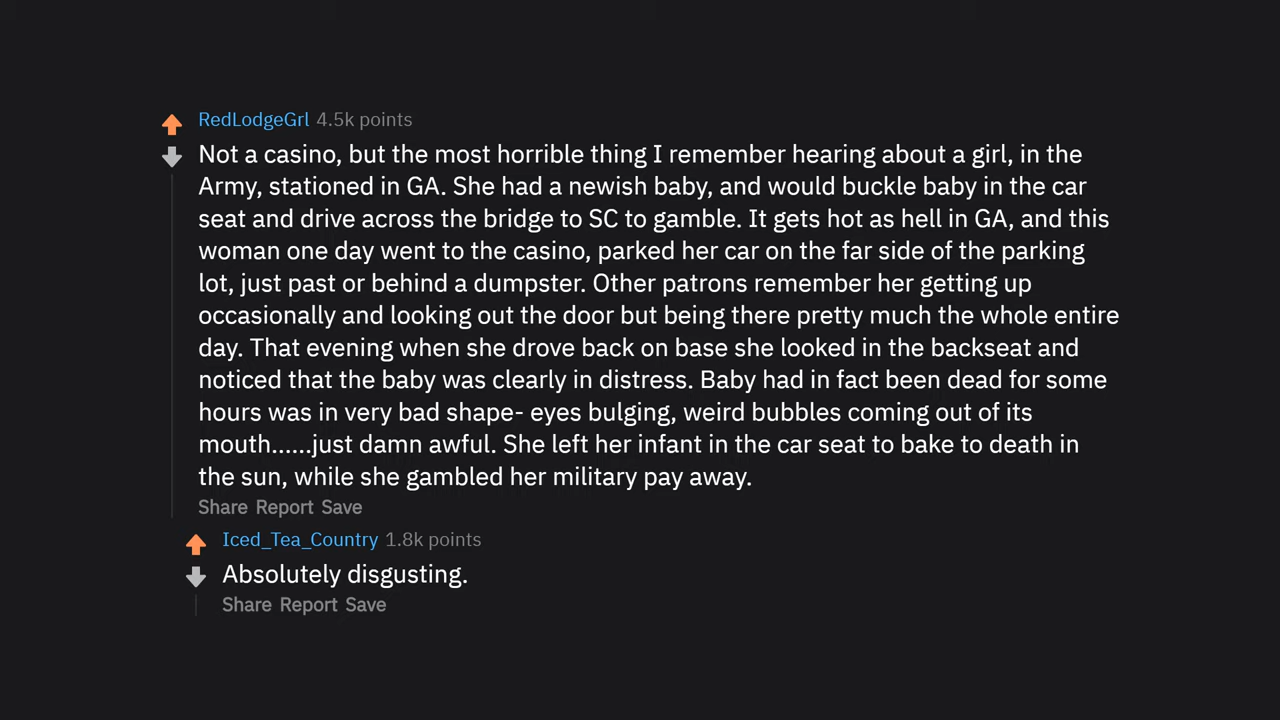 RedLodgeGrl 4.5k points
Not a casino, but the most horrible thing I remember hearing about a girl, in the
Army, stationed in GA. She had a newish baby, and would buckle baby in the car
seat and drive across the bridge to SC to gamble. It gets hot as hell in GA, and this
woman one day went to the casino, parked her car on the far side of the parking
lot, just past or behind a dumpster. Other patrons remember her getting up
occasionally and looking out the door but being there pretty much the whole entire
day. That evening when she drove back on base she looked in the backseat and
noticed that the baby was clearly in distress. Baby had in fact been dead for some
hours was in very bad shape- eyes bulging, weird bubbles coming out of its
mouth......just damn awful. She left her infant in the car seat to bake to death in
the sun, while she gambled her military pay away.
Share Report Save
Iced_Tea_Country 1.8k points
Absolutely disgusting.
Share Report Save